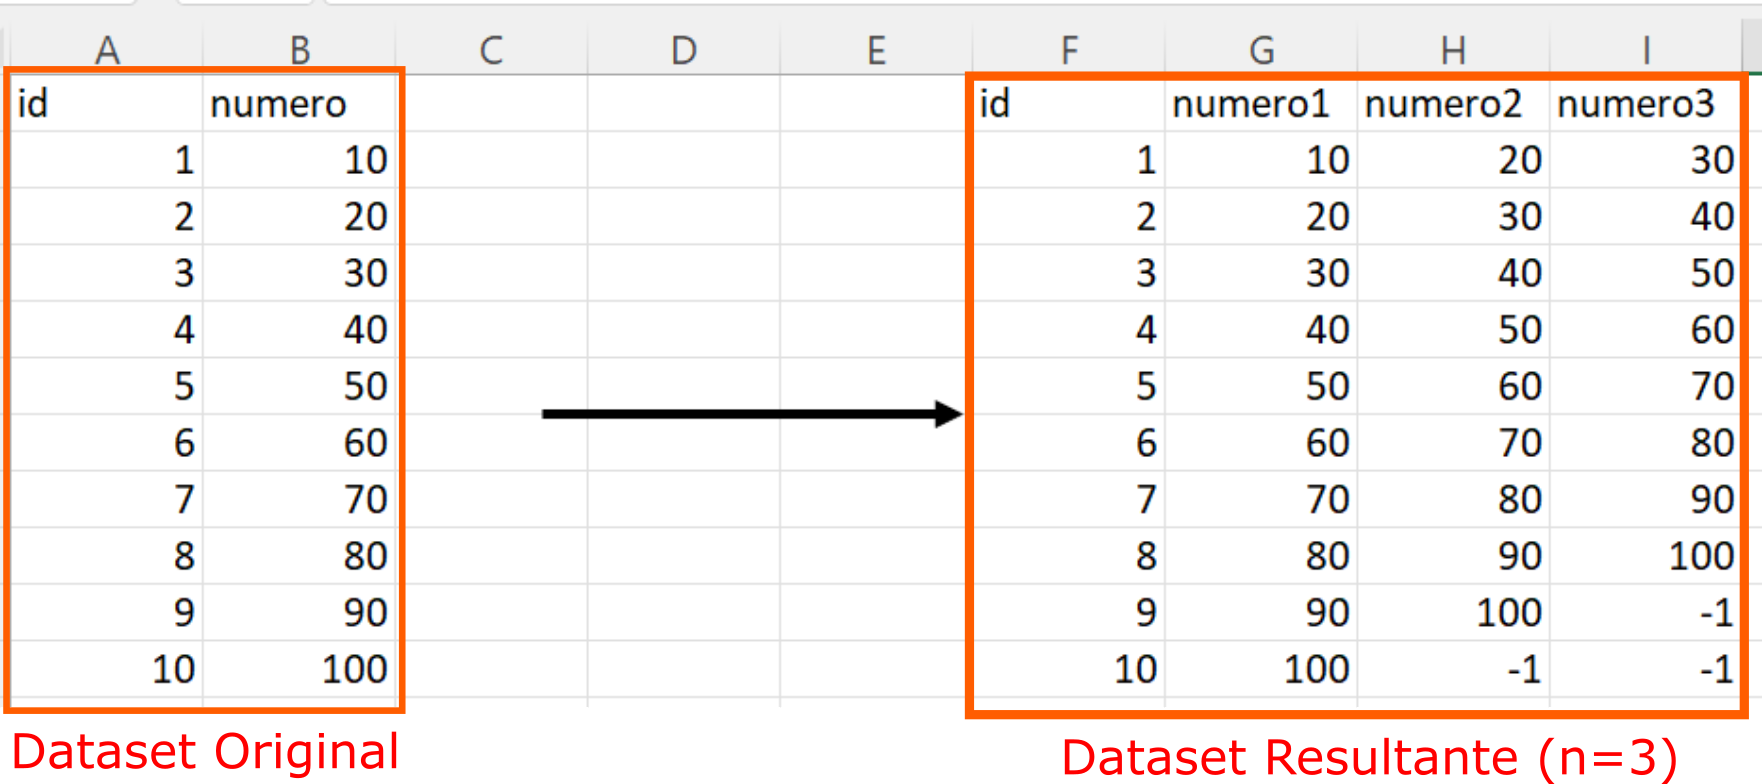 A B C D E F G H I
id numero id numero1 numero2 numero3
1 10 1 10 20 30
2 20 2 20 30 40
3 30 3 30 40 50
4 40 4 40 50 60
5 50 5 50 60 70
6 60 6 60 70 80
7 70 7 70 80 90
8 80 8 80 90 100
9 90 9 90 100 -1
10 100 10 100 -1 -1
Dataset Original Dataset Resultante (n=3)